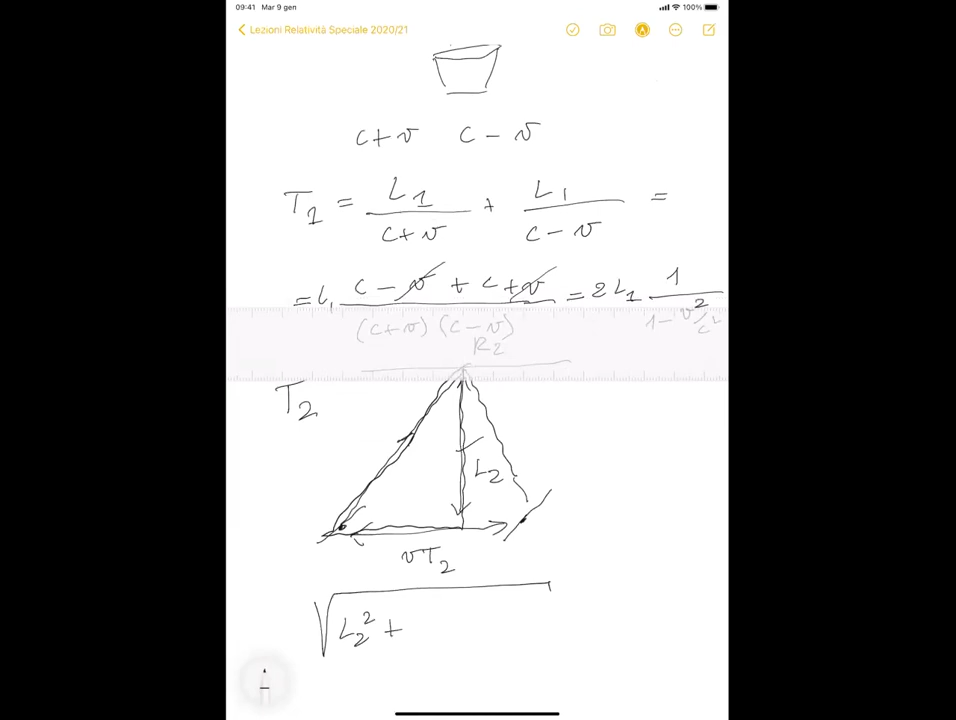 09:41 Mar 9 gen 100%
Lezioni Relatività Speciale 2020/21
c+v c-v
T₁ = L₁/(c+v) + L₁/(c-v) =
= L₁ (c-v+c+v)/((c+v)(c-v)) = 2L₁ 1/(1-v²/c²)
R₂
T₂
L₂
vT₂
√(L₂² +